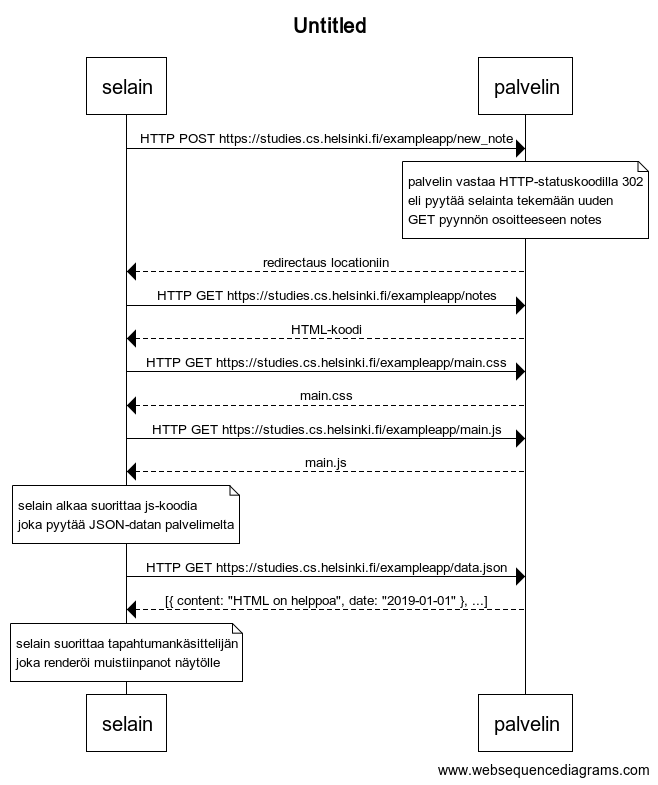 Untitled
selain
palvelin
HTTP POST https://studies.cs.helsinki.fi/exampleapp/new_note
palvelin vastaa HTTP-statuskoodilla 302
eli pyytää selainta tekemään uuden
GET pyynnön osoitteeseen notes
redirectaus locationiin
HTTP GET https://studies.cs.helsinki.fi/exampleapp/notes
HTML-koodi
HTTP GET https://studies.cs.helsinki.fi/exampleapp/main.css
main.css
HTTP GET https://studies.cs.helsinki.fi/exampleapp/main.js
main.js
selain alkaa suorittaa js-koodia
joka pyytää JSON-datan palvelimelta
HTTP GET https://studies.cs.helsinki.fi/exampleapp/data.json
[{ content: "HTML on helppoa", date: "2019-01-01" }, ...]
selain suorittaa tapahtumankäsittelijän
joka renderöi muistiinpanot näytölle
selain
palvelin
www.websequencediagrams.com